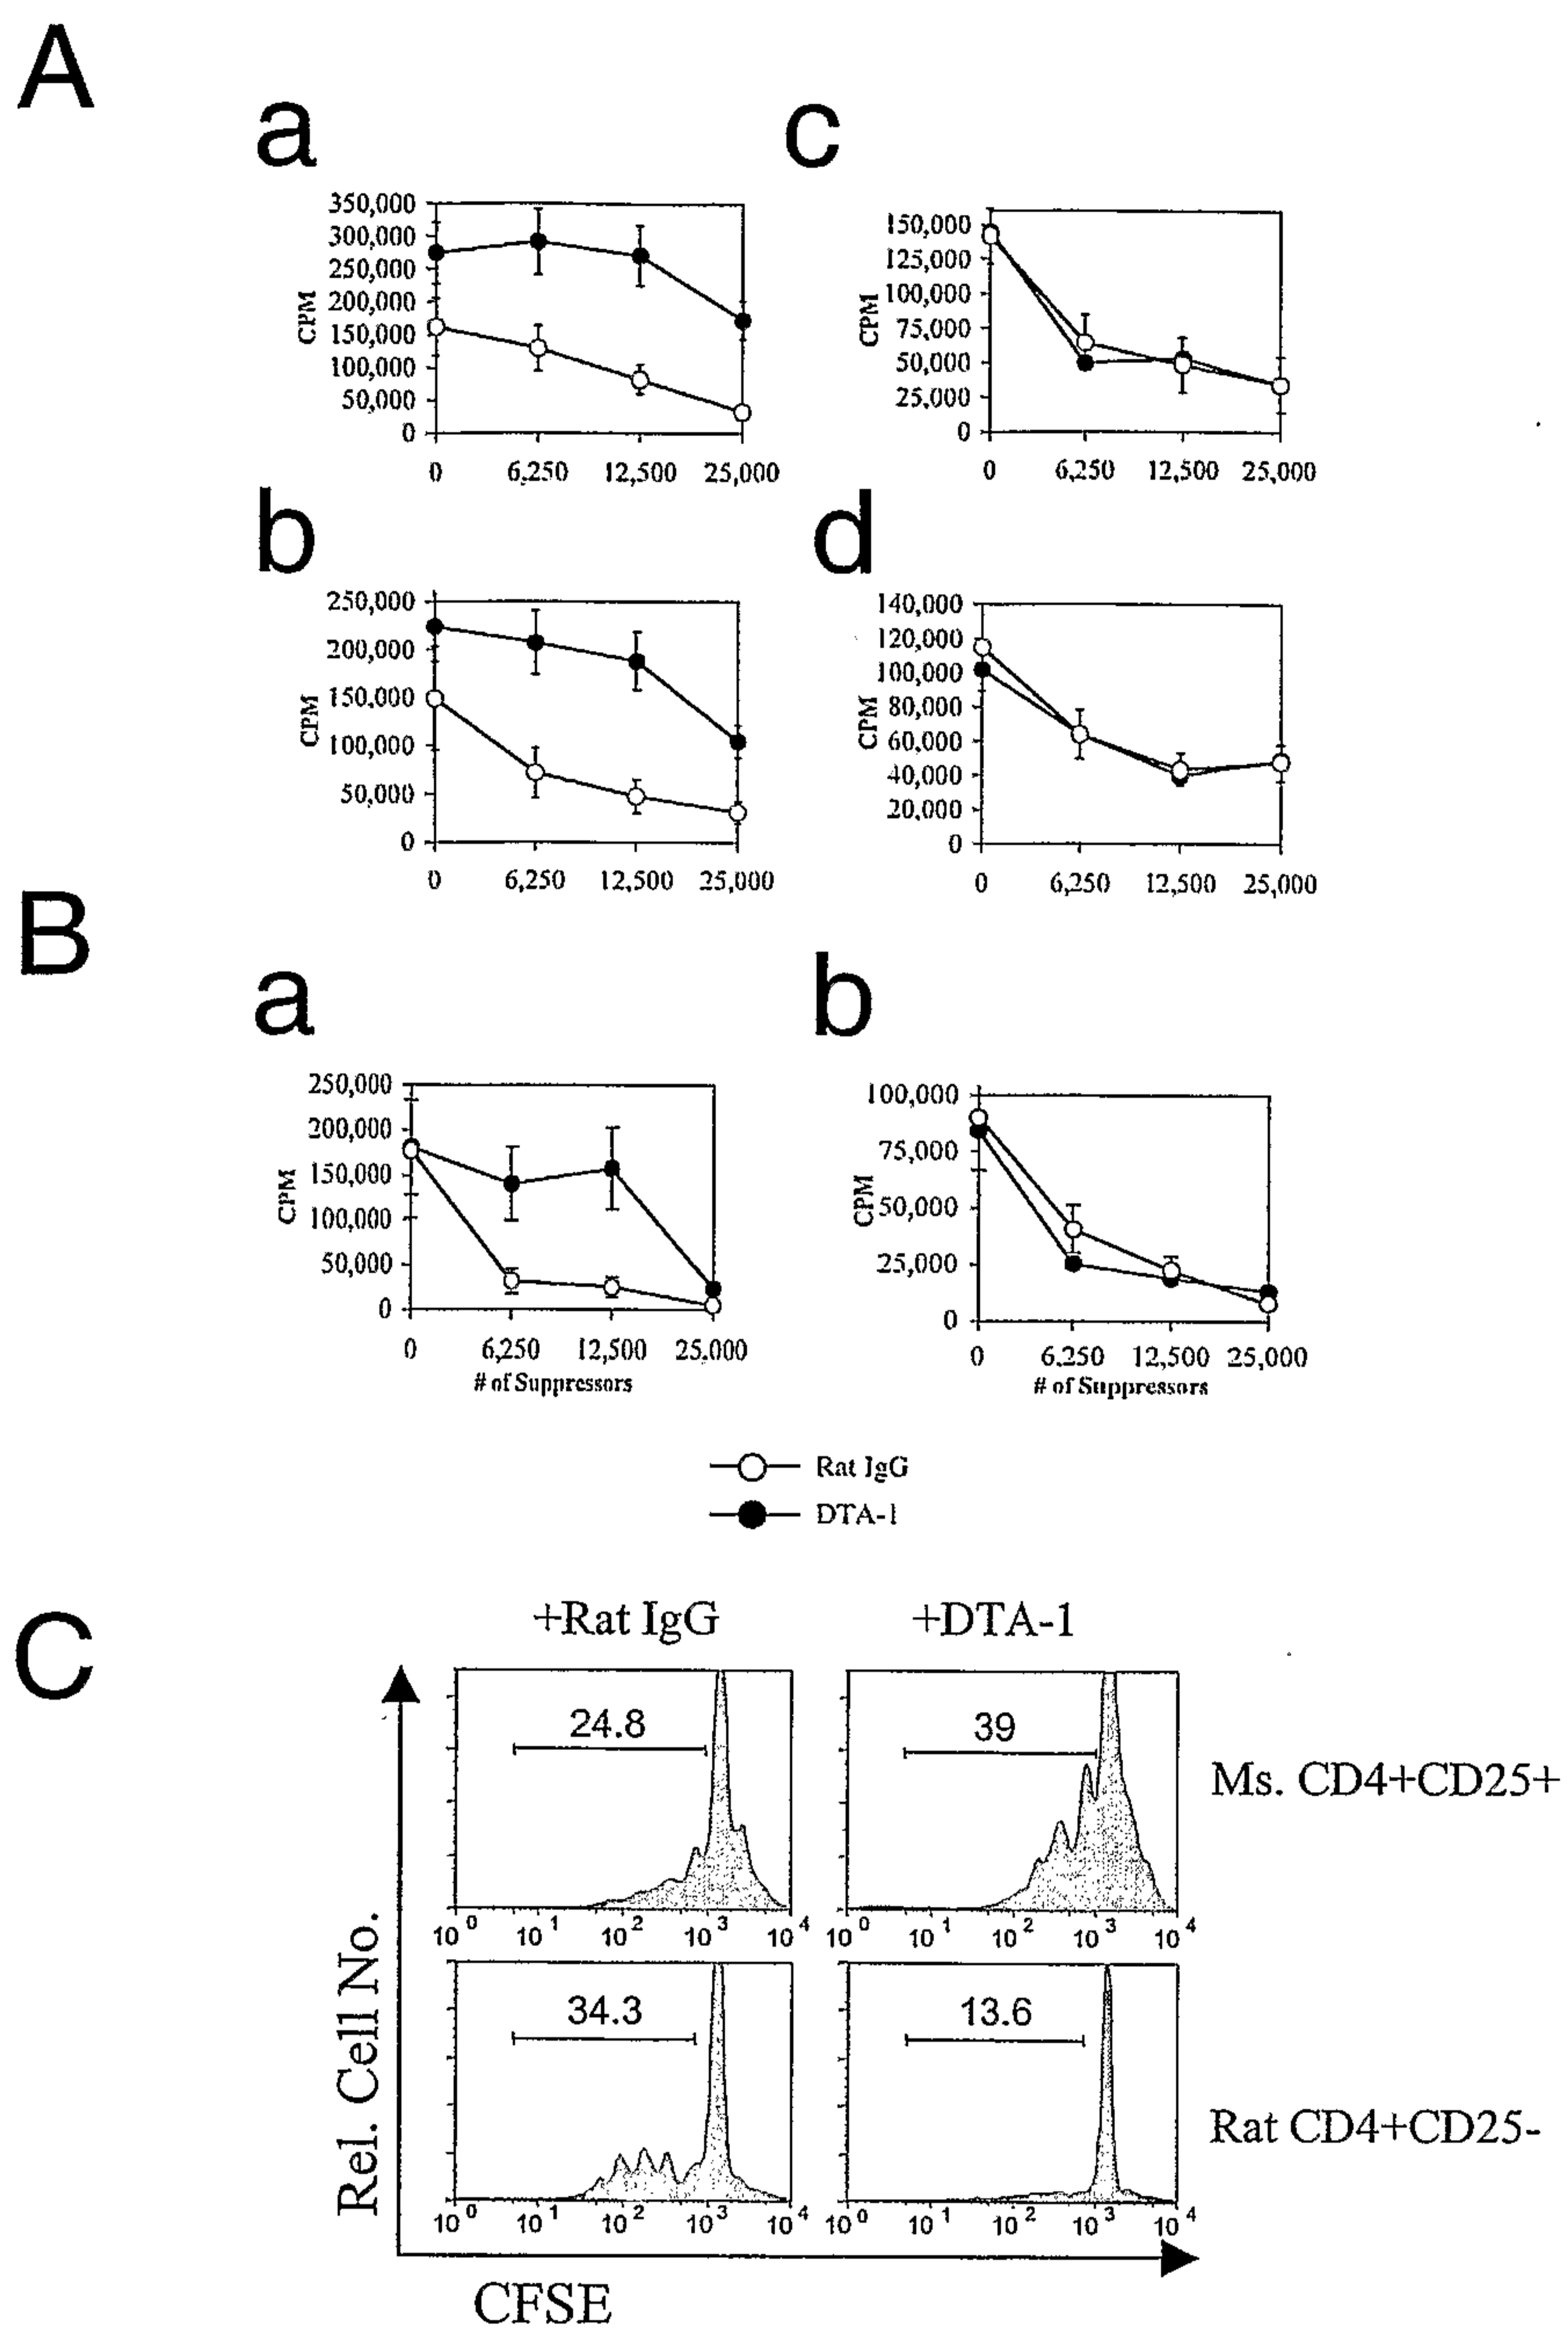 A
a
c
350,000
300,000
250,000
200,000
150,000
100,000
50,000
0
CPM
0 6,250 12,500 25,000
150,000
125,000
100,000
75,000
50,000
25,000
0
CPM
0 6,250 12,500 25,000
b
d
250,000
200,000
150,000
100,000
50,000
0
CPM
0 6,250 12,500 25,000
140,000
120,000
100,000
80,000
60,000
40,000
20,000
0
CPM
0 6,250 12,500 25,000
B
a
b
250,000
200,000
150,000
100,000
50,000
0
CPM
0 6,250 12,500 25,000
# of Suppressors
100,000
75,000
50,000
25,000
0
CPM
0 6,250 12,500 25,000
# of Suppressors
Rat IgG
DTA-1
C
+Rat IgG +DTA-1
24.8
39
Ms. CD4+CD25+
10^0 10^1 10^2 10^3 10^4
10^0 10^1 10^2 10^3 10^4
34.3
13.6
Rat CD4+CD25-
10^0 10^1 10^2 10^3 10^4
10^0 10^1 10^2 10^3 10^4
Rel. Cell No.
CFSE